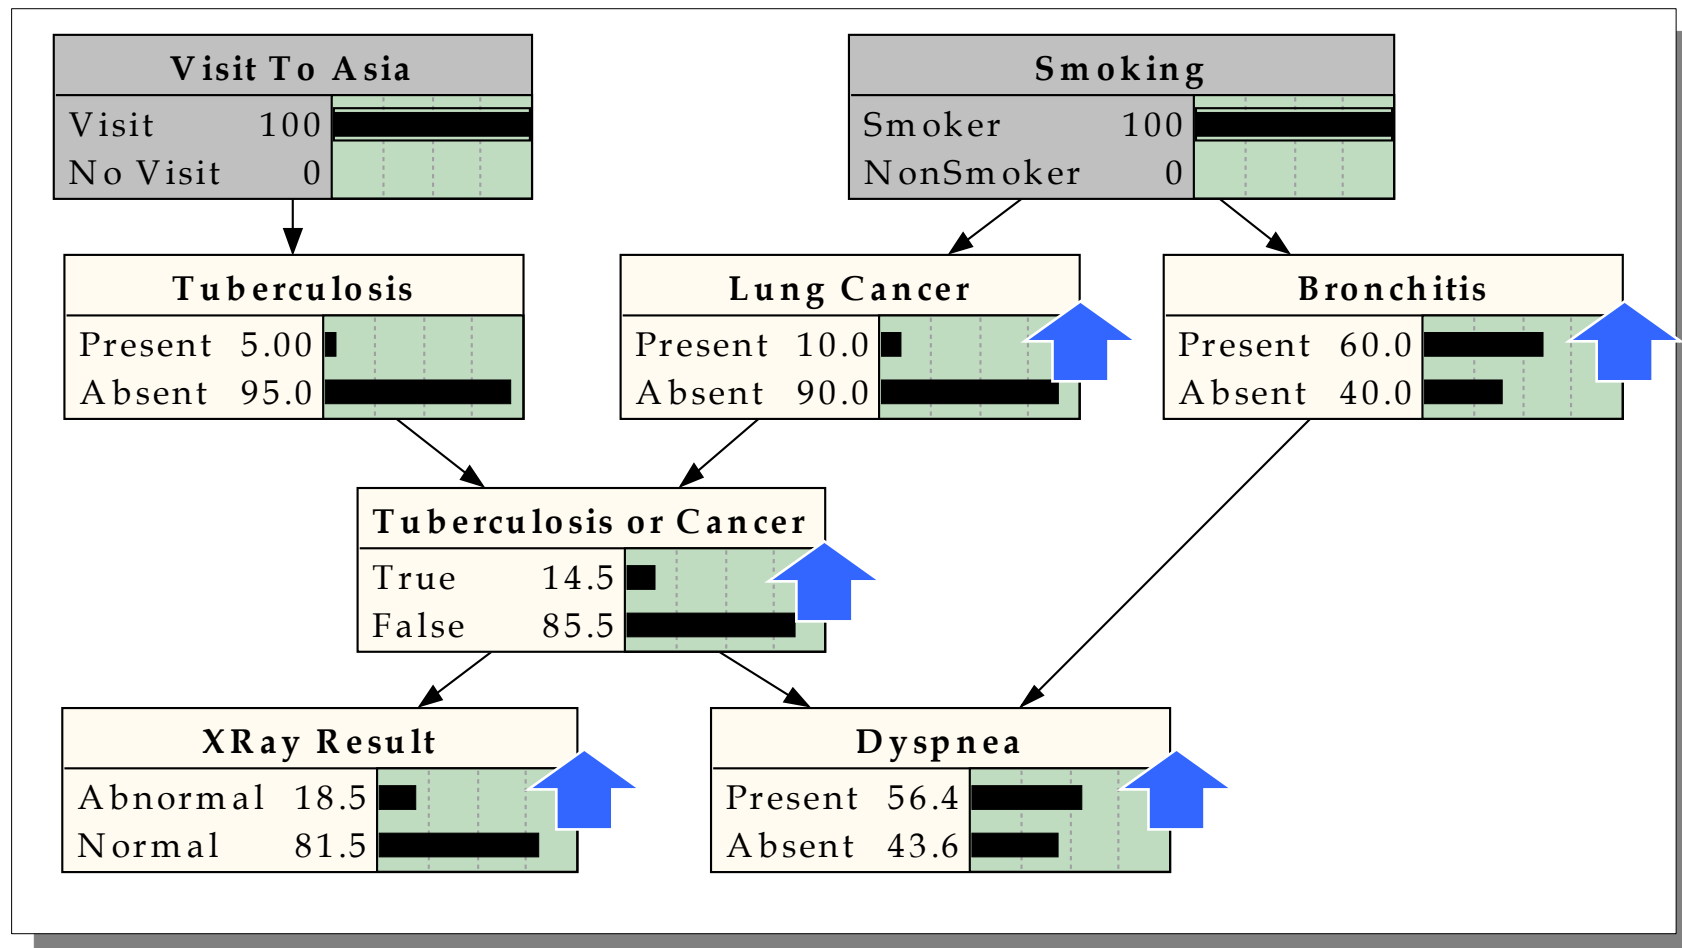 Visit To Asia
Visit 100
No Visit 0
Smoking
Smoker 100
NonSmoker 0
Tuberculosis
Present 5.00
Absent 95.0
Lung Cancer
Present 10.0
Absent 90.0
Bronchitis
Present 60.0
Absent 40.0
Tuberculosis or Cancer
True 14.5
False 85.5
XRay Result
Abnormal 18.5
Normal 81.5
Dyspnea
Present 56.4
Absent 43.6